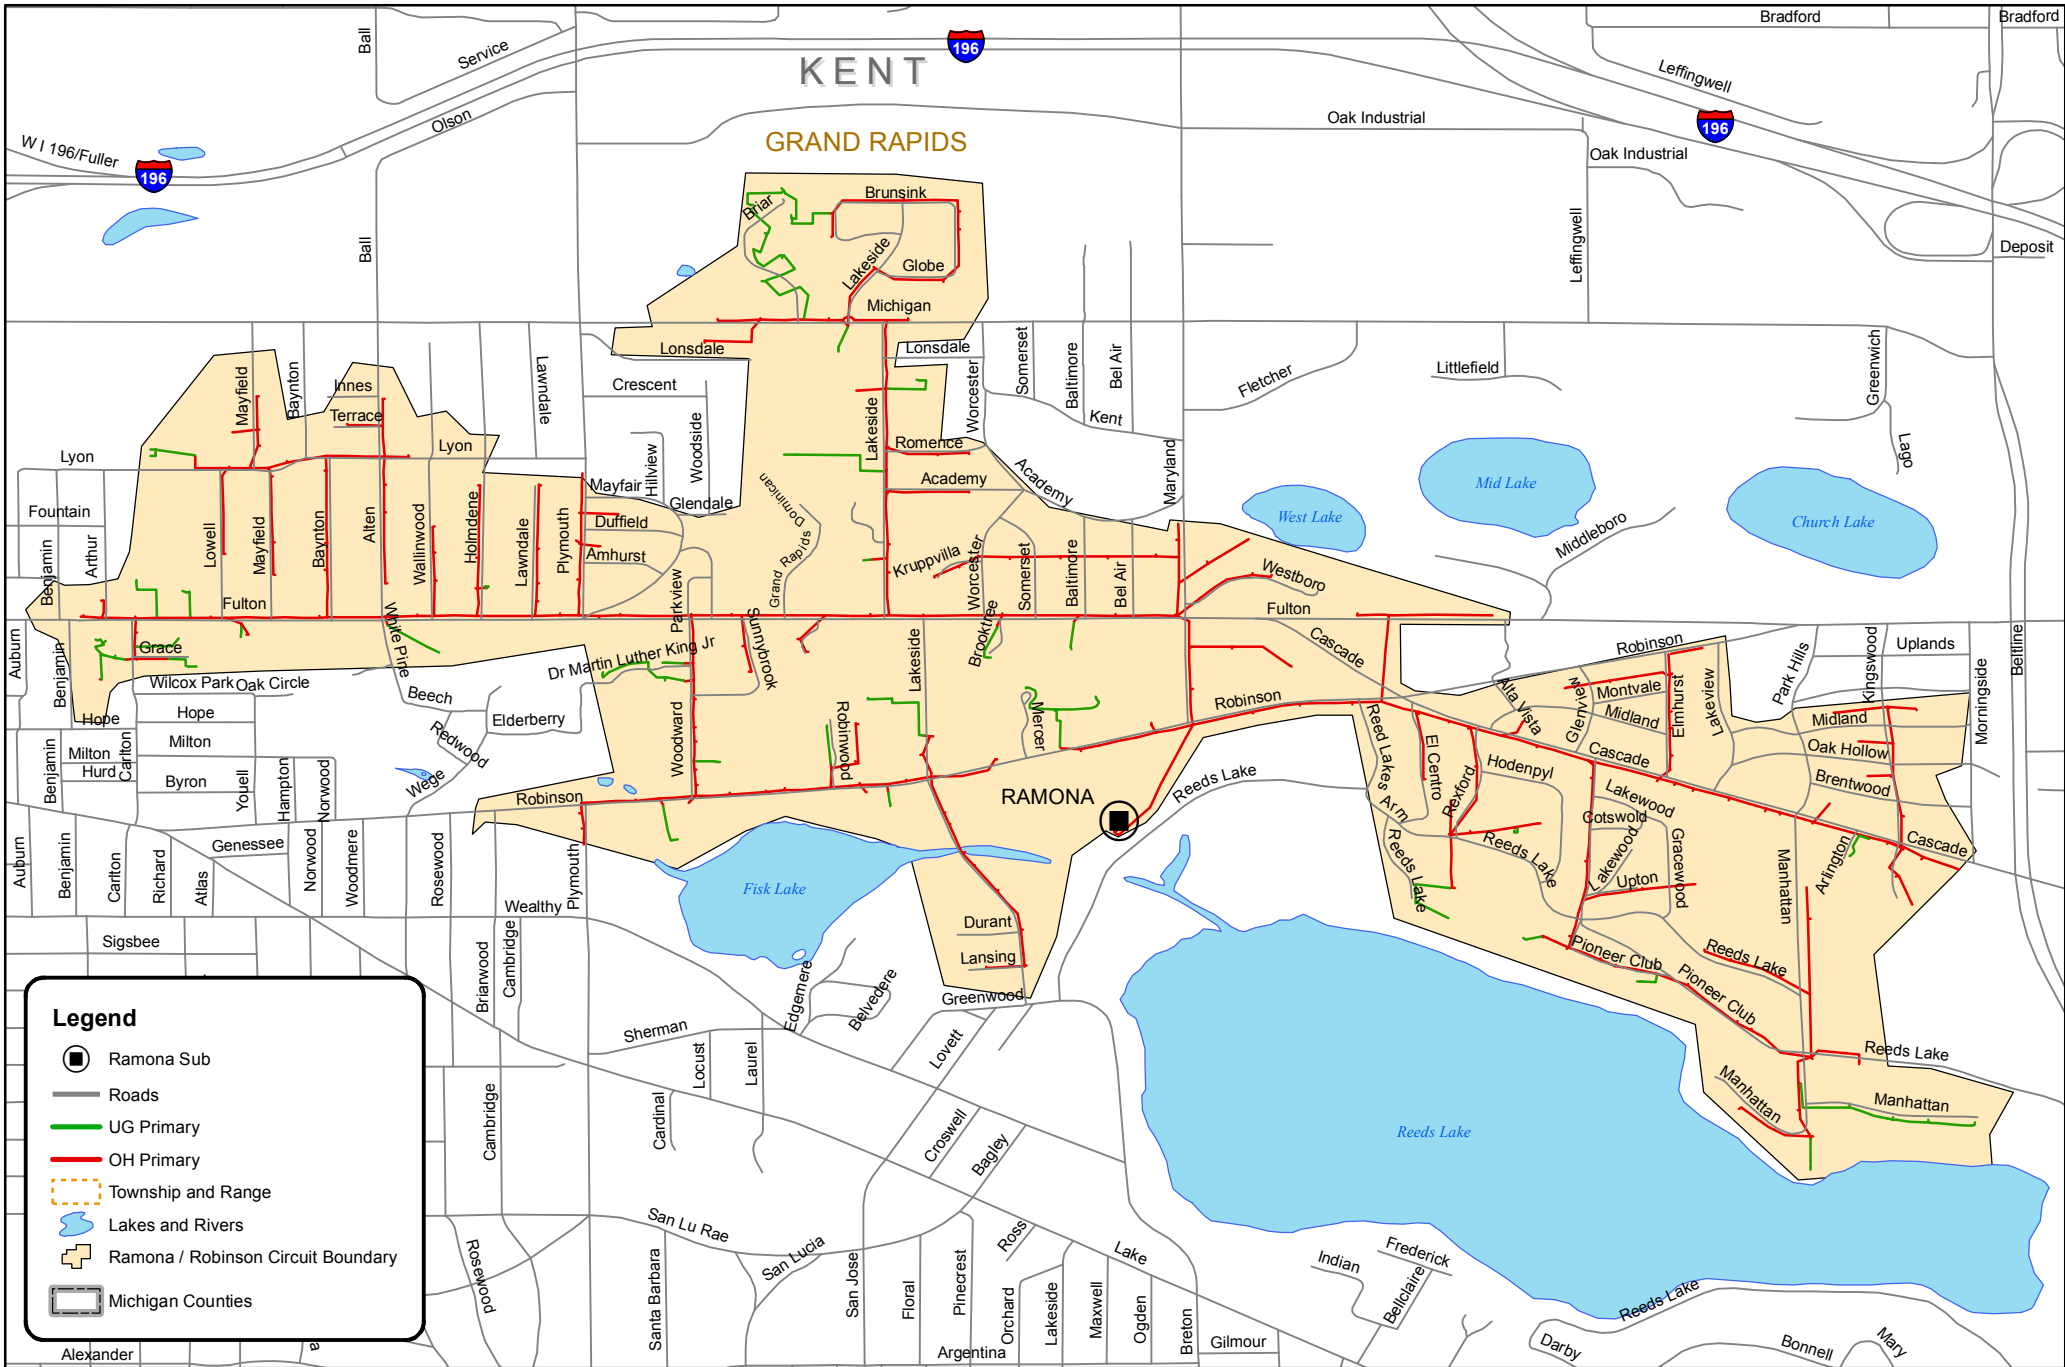 Bradford
Bradford
Ball
Service
196
KENT
Leffingwell
Olson
Oak Industrial
196
W I 196/Fuller
GRAND RAPIDS
Oak Industrial
196
Brunsink
Briar
Ball
Lakeside
Globe
Leffingwell
Deposit
Michigan
Lonsdale
Lonsdale
Somerset
Baltimore
Bel Air
Worcester
Fletcher
Littlefield
Greenwich
Mayfield
Baynton
Innes
Lawndale
Crescent
Terrace
Lakeside
Kent
Lyon
Lyon
Hillview
Woodside
Romence
Maryland
Lago
Academy
Academy
Mayfair
Glendale
Grand Rapids Dominican
Mid Lake
West Lake
Church Lake
Fountain
Duffield
Middleboro
Benjamin
Arthur
Lowell
Mayfield
Baynton
Alten
Wallinwood
Holmdene
Lawndale
Plymouth
Amhurst
Kruppvilla
Worcester
Somerset
Baltimore
Bel Air
Westboro
Parkview
Fulton
Fulton
White Pine
Sunnybrook
Brooktree
Cascade
Robinson
Auburn
Benjamin
Grace
Dr Martin Luther King Jr
Lakeside
Park Hills
Kingswood
Uplands
Beltline
Morningside
Wilcox Park
Oak Circle
Beech
Robinson
Alta Vista
Glenview
Montvale
Midland
Elmhurst
Lakeview
Hope
Hope
Elderberry
Woodward
Robinwood
Mercer
Midland
Redwood
Reed Lakes
El Centro
Cascade
Oak Hollow
Milton
Milton
Hurd
Carlton
Benjamin
Byron
Youell
Hampton
Norwood
Wege
Robinson
RAMONA
Reeds Lake
Arm
Rexford
Hodenpyl
Lakewood
Brentwood
Cotswold
Cascade
Auburn
Benjamin
Carlton
Richard
Atlas
Genessee
Norwood
Woodmere
Rosewood
Plymouth
Reeds Lake
Reeds Lake
Lakewood
Gracewood
Upton
Manhattan
Arlington
Fisk Lake
Wealthy
Durant
Sigsbee
Lansing
Pioneer Club
Reeds Lake
Briarwood
Cambridge
Edgemere
Belvedere
Greenwood
Pioneer Club
Sherman
Lovett
Locust
Laurel
Reeds Lake
Cambridge
Cardinal
Manhattan
Manhattan
Croswell
Bagley
Reeds Lake
Legend
Ramona Sub
Roads
UG Primary
OH Primary
Township and Range
Lakes and Rivers
Ramona / Robinson Circuit Boundary
Michigan Counties
San Lu Rae
Rosewood
Santa Barbara
San Lucia
San Jose
Floral
Pinecrest
Ross
Orchard
Lakeside
Lake
Maxwell
Ogden
Breton
Indian
Frederick
Bellclaire
Reeds Lake
Gilmour
Darby
Bonnell
Mary
Alexander
a
Argentina